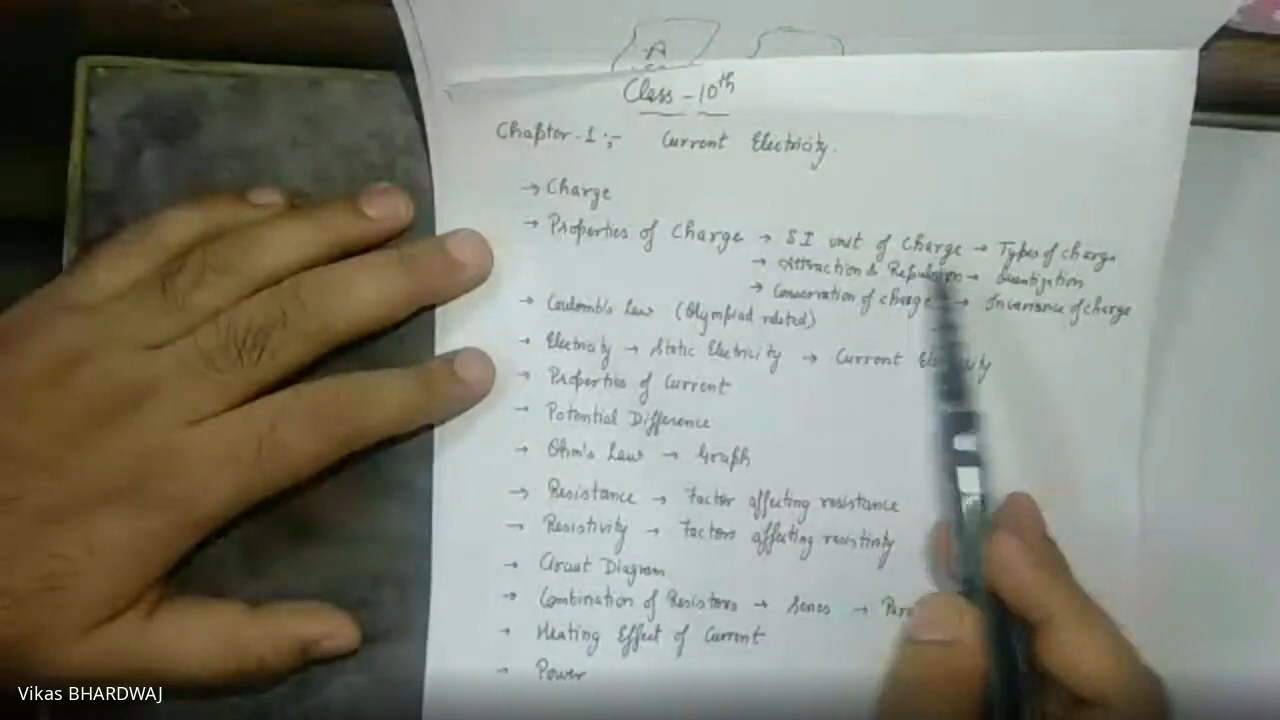 A
Class - 10th
Chapter-1 :- Current Electricity.
→ Charge
→ Properties of Charge → S I unit of Charge → Types of charge
→ Attraction & Repulsion → Quantization
→ Conservation of charge → Invariance of charge
→ Coulomb's Law (Olympiad related)
→ Electricity → Static Electricity → Current Electricity
→ Properties of Current
→ Potential Difference
→ Ohm's Law → Graph
→ Resistance → Factor affecting resistance
→ Resistivity → Factors affecting resistivity
→ Circuit Diagram
→ Combination of Resistors → Series →
→ Heating Effect of Current
→ Power
Vikas BHARDWAJ